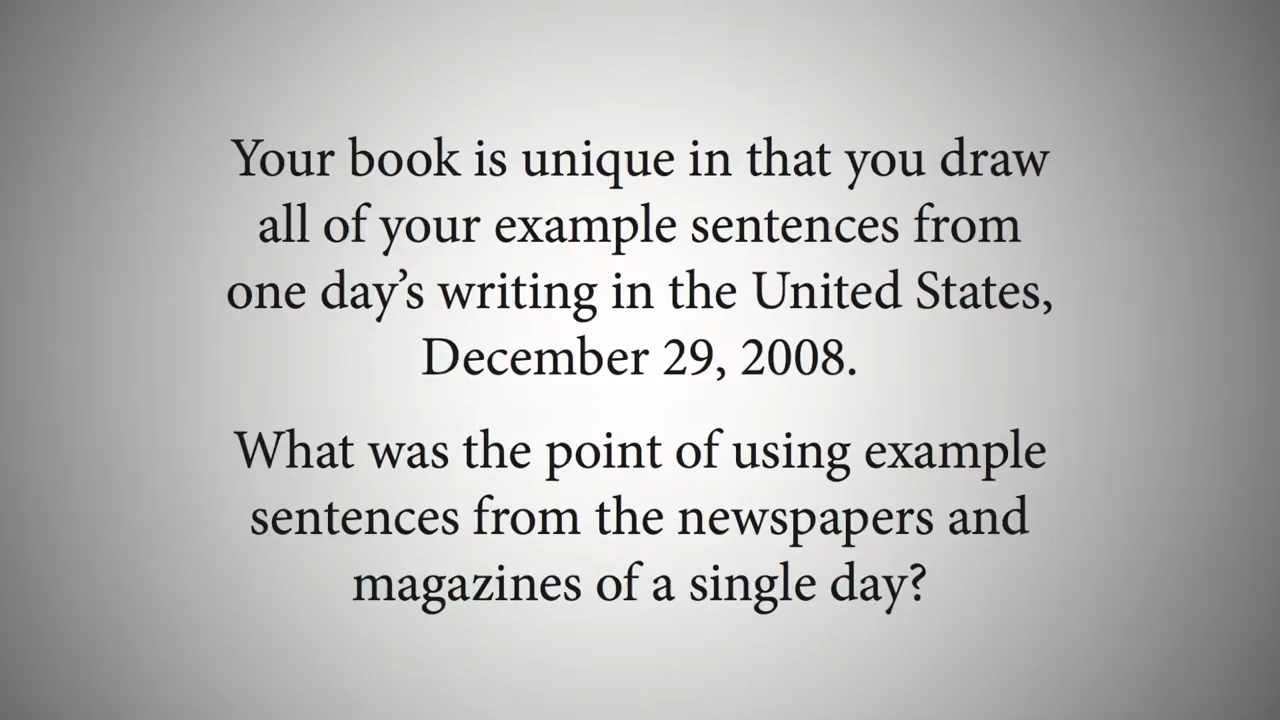 Your book is unique in that you draw
all of your example sentences from
one day’s writing in the United States,
December 29, 2008.
What was the point of using example
sentences from the newspapers and
magazines of a single day?